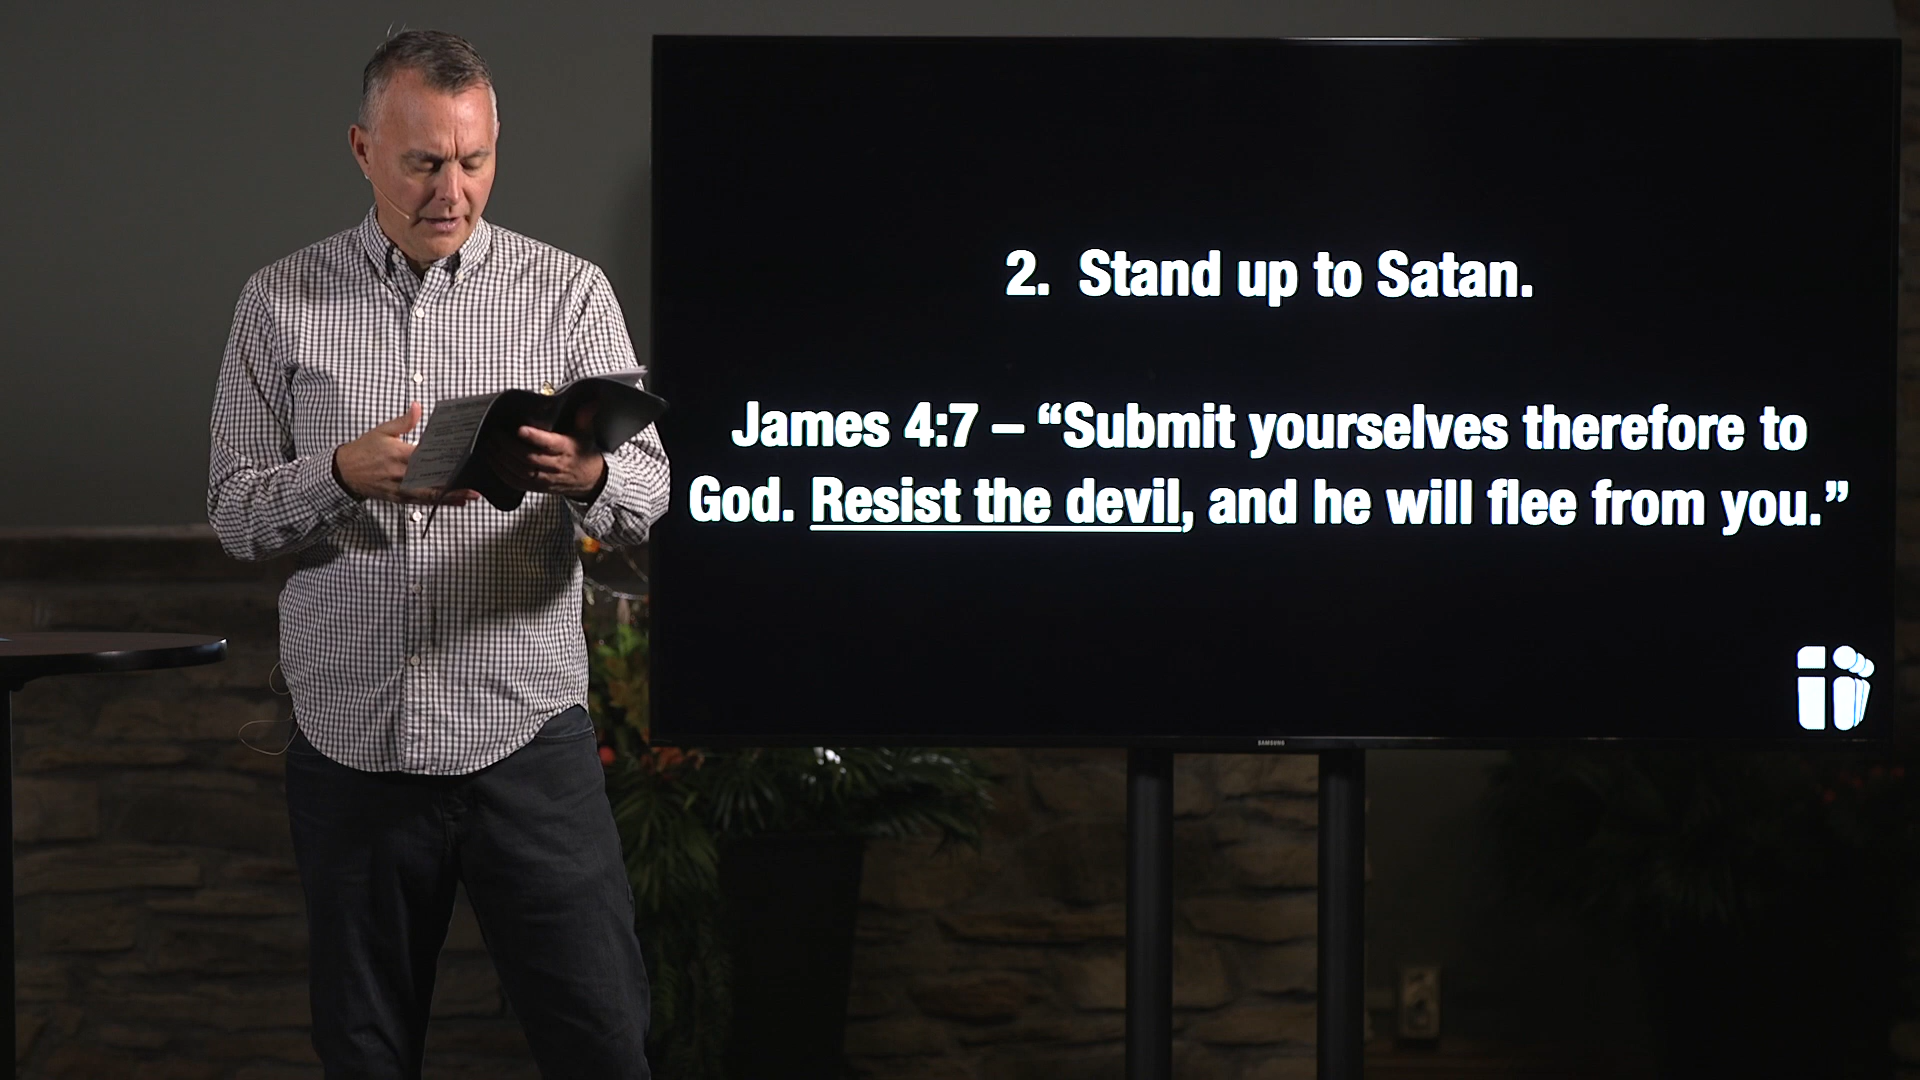 2. Stand up to Satan.
James 4:7 – “Submit yourselves therefore to
God. Resist the devil, and he will flee from you.”
SAMSUNG